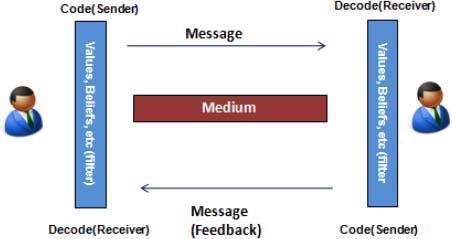 Code(Sender)
Decode(Receiver)
Message
Values, Beliefs, etc (filter)
Medium
Values, Beliefs, etc (filter
Message
(Feedback)
Decode(Receiver)
Code(Sender)